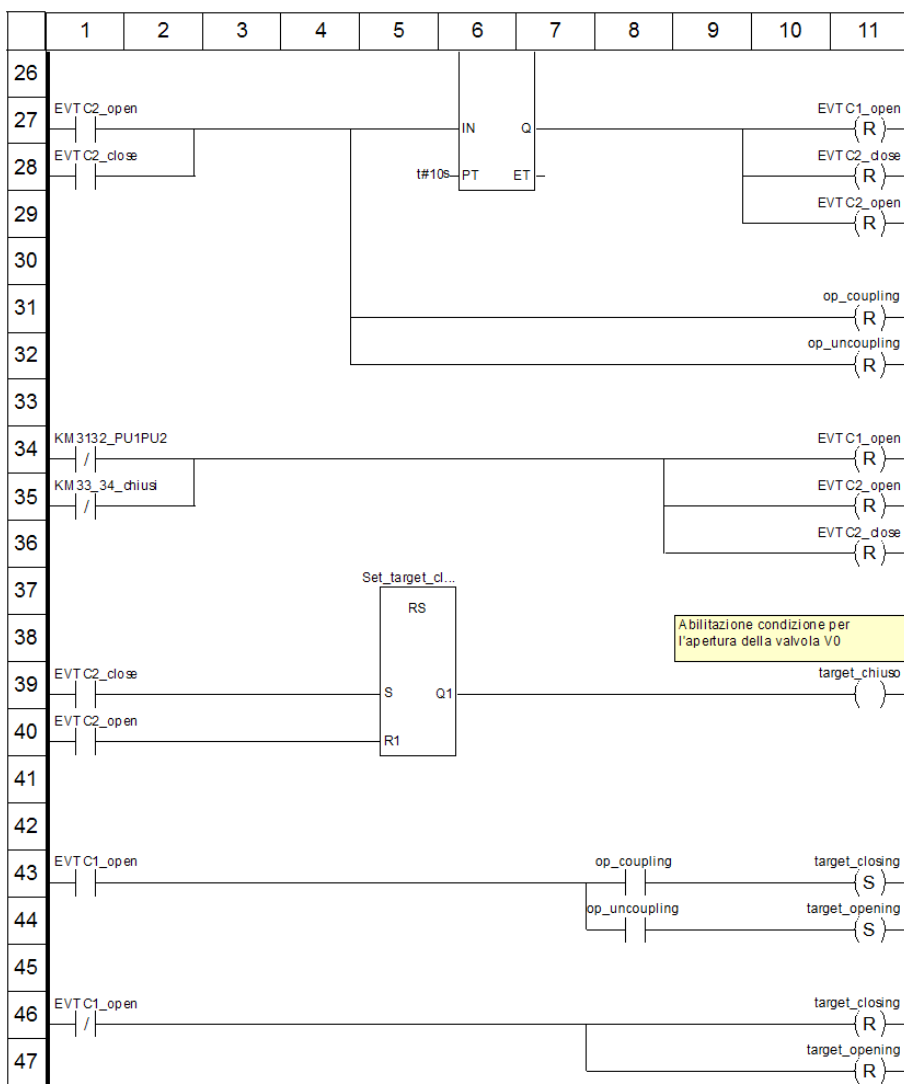 1 2 3 4 5 6 7 8 9 10 11
26
27 EVTC2_open IN Q EVTC1_open R
28 EVTC2_close t#10s PT ET EVTC2_close R
29 EVTC2_open R
30
31 op_coupling R
32 op_uncoupling R
33
34 KM3132_PU1PU2 / EVTC1_open R
35 KM33_34_chiusi / EVTC2_open R
36 EVTC2_close R
37 Set_target_cl...
RS
38 Abilitazione condizione per
l'apertura della valvola V0
39 EVTC2_close S Q1 target_chiuso
40 EVTC2_open R1
41
42
43 EVTC1_open op_coupling target_closing S
44 op_uncoupling target_opening S
45
46 EVTC1_open / target_closing R
47 target_opening R